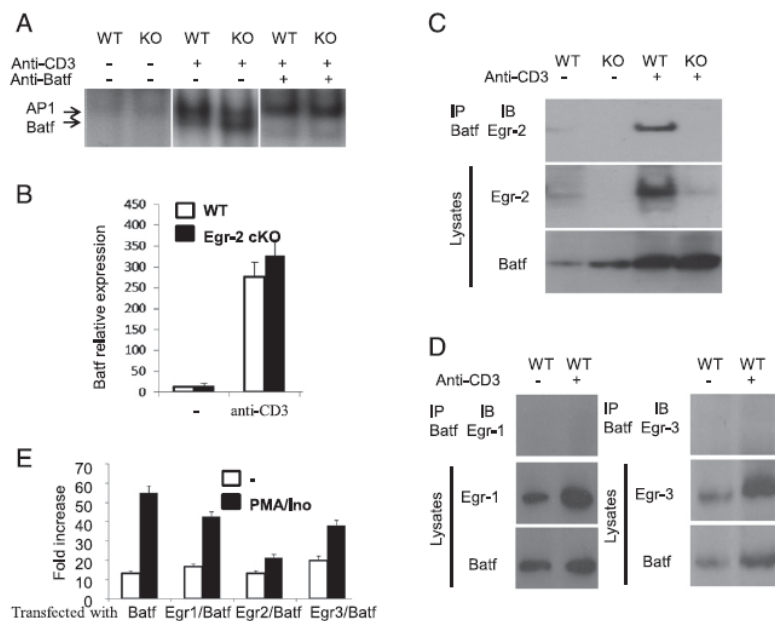 A
WT KO WT KO WT KO
Anti-CD3 - - + + + +
Anti-Batf - - - - + +
AP1
Batf
B
450
400
350
300
250
200
150
100
50
0
Batf relative expression
WT
Egr-2 cKO
- anti-CD3
C
WT KO WT KO
Anti-CD3 - - + +
IP IB
Batf Egr-2
Lysates
Egr-2
Batf
D
WT WT WT WT
Anti-CD3 - + - +
IP IB
Batf Egr-1
Lysates
Egr-1
Batf
IP IB
Batf Egr-3
Lysates
Egr-3
Batf
E
70
60
50
40
30
20
10
0
Fold increase
-
PMA/Ino
Transfected with Batf Egr1/Batf Egr2/Batf Egr3/Batf